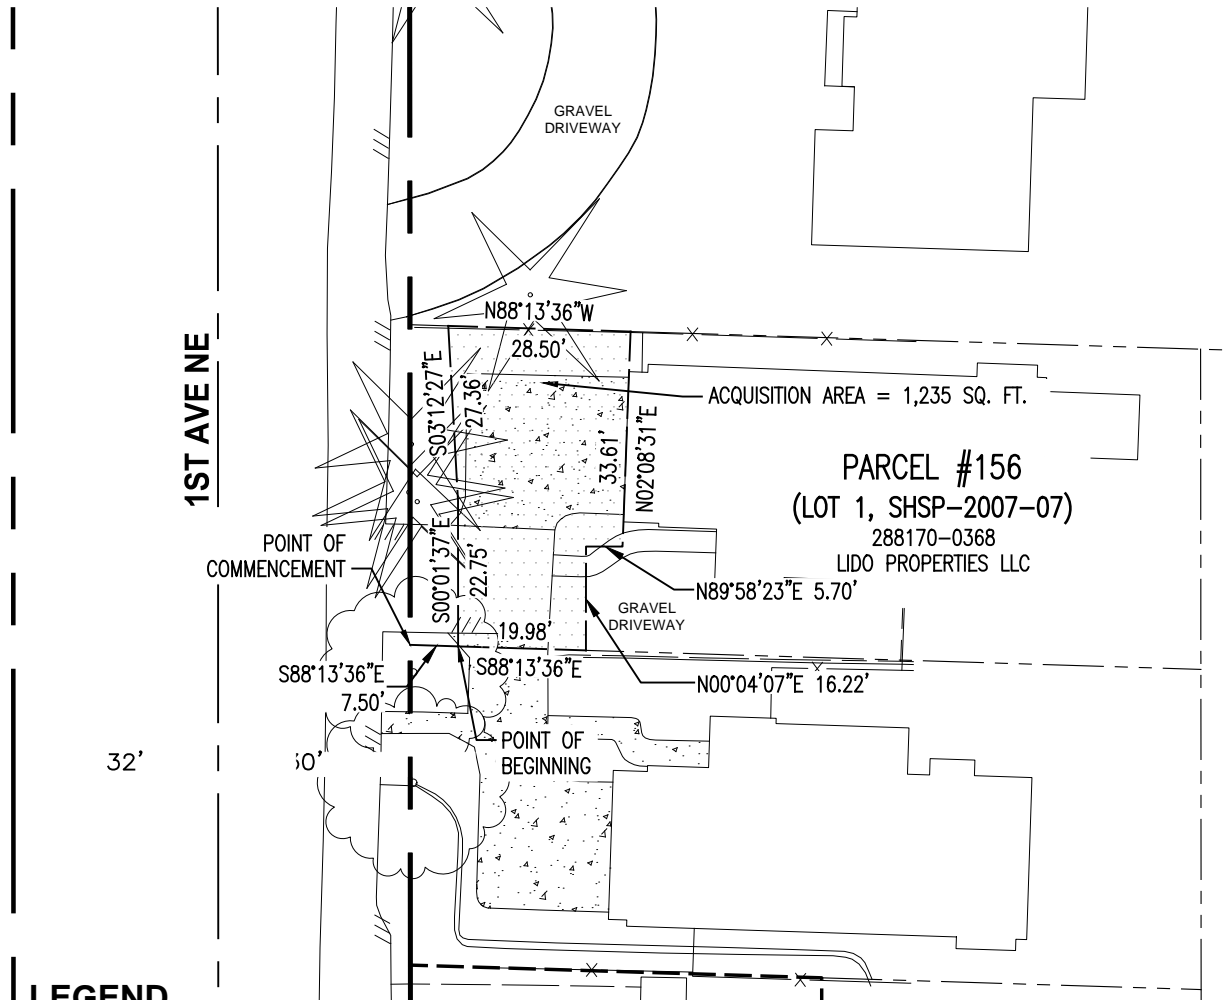 GRAVEL
DRIVEWAY
1ST AVE NE
N88°13'36"W
28.50'
S03°12'27"E
27.36'
ACQUISITION AREA = 1,235 SQ. FT.
33.61'
N02°08'31"E
PARCEL #156
(LOT 1, SHSP-2007-07)
288170-0368
LIDO PROPERTIES LLC
POINT OF
COMMENCEMENT
S00°01'37"E
22.75'
N89°58'23"E 5.70'
GRAVEL
DRIVEWAY
19.98'
S88°13'36"E
S88°13'36"E
7.50'
N00°04'07"E 16.22'
POINT OF
BEGINNING
32'
LEGEND